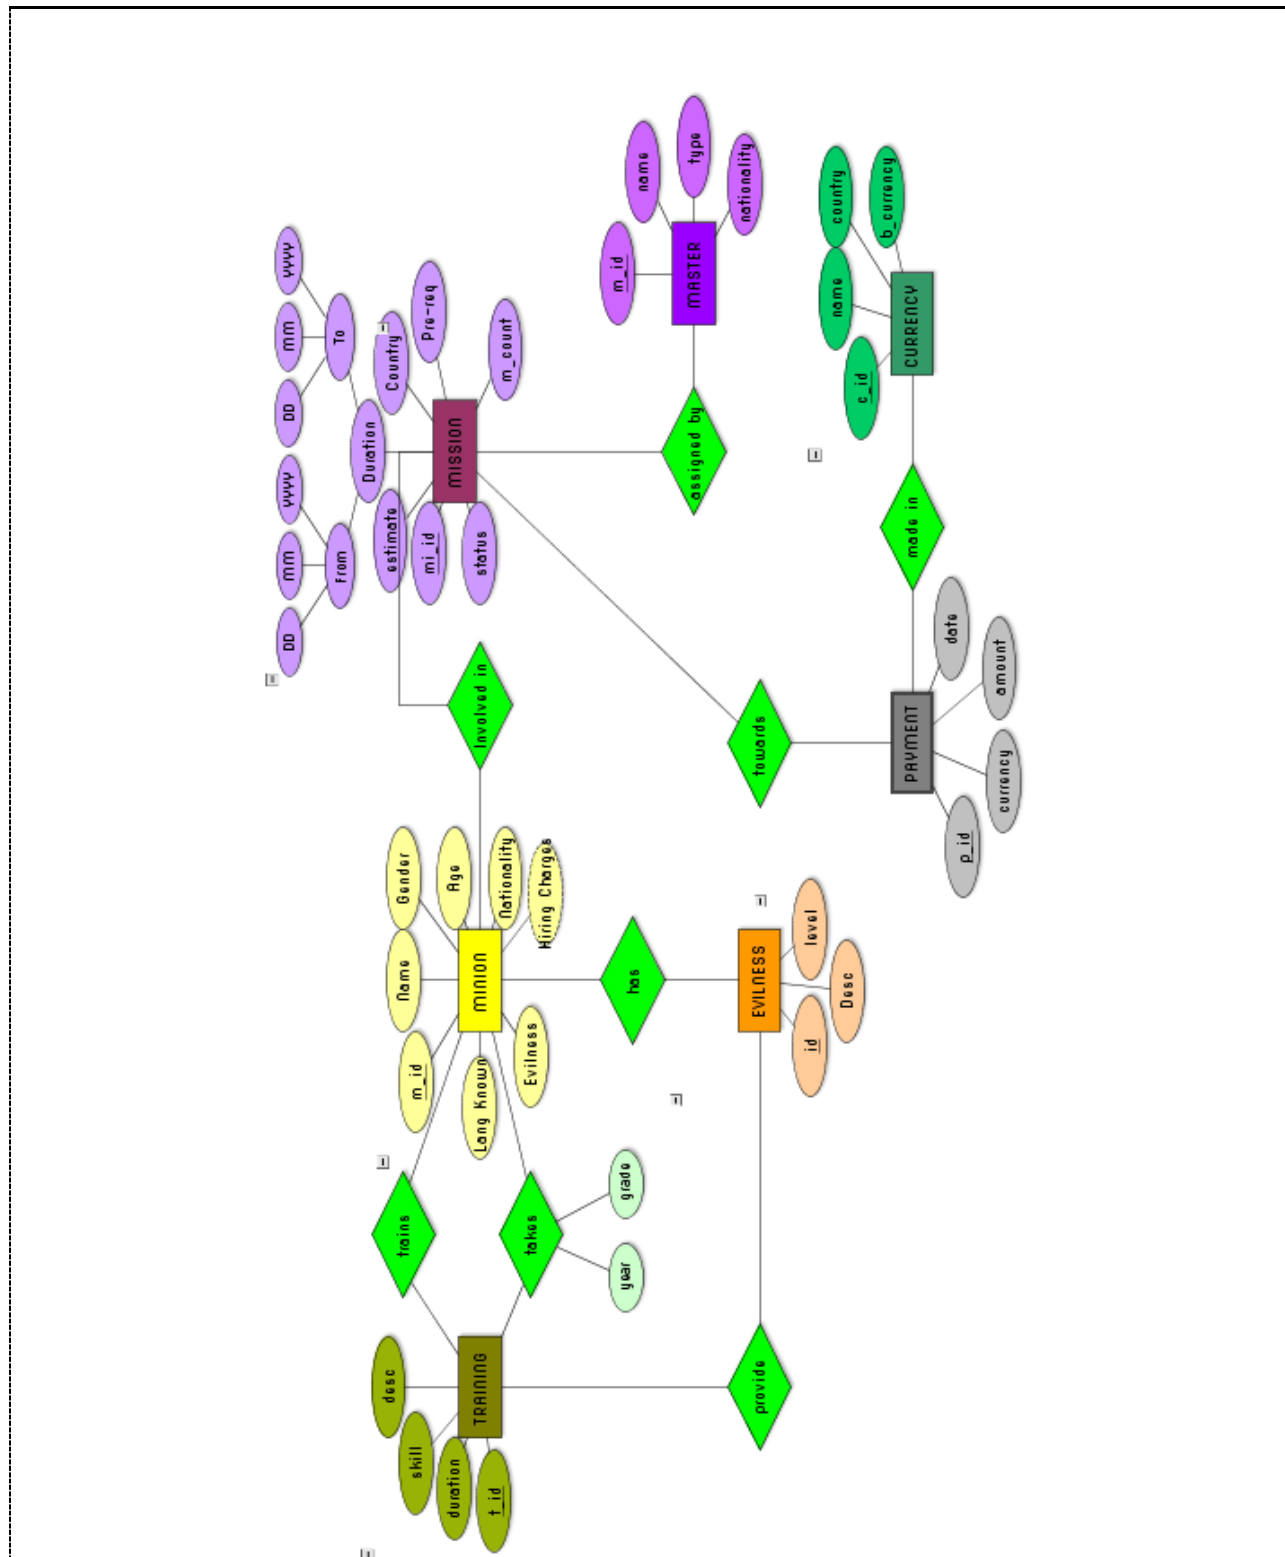 YYYY
MM
DD
To
YYYY
MM
DD
From
Duration
Country
Pre-req
m_count
estimate
mi_id
status
MISSION
name
type
nationality
m_id
MASTER
assigned by
country
b_currency
name
c_id
CURRENCY
made in
Involved in
towards
date
amount
currency
p_id
PAYMENT
Gender
Age
Nationality
Hiring Charges
Name
m_id
Lang Known
Evilness
MINION
has
level
Desc
id
EVILNESS
trains
takes
grade
year
provide
desc
skill
duration
t_id
TRAINING